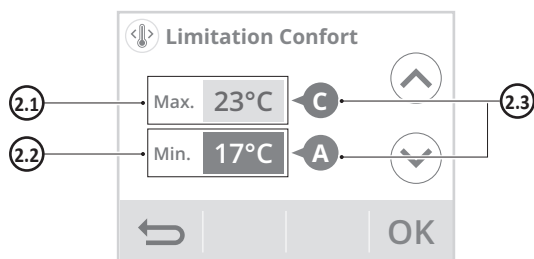 Limitation Confort
2.1 Max. 23°C C 2.3
2.2 Min. 17°C A
OK